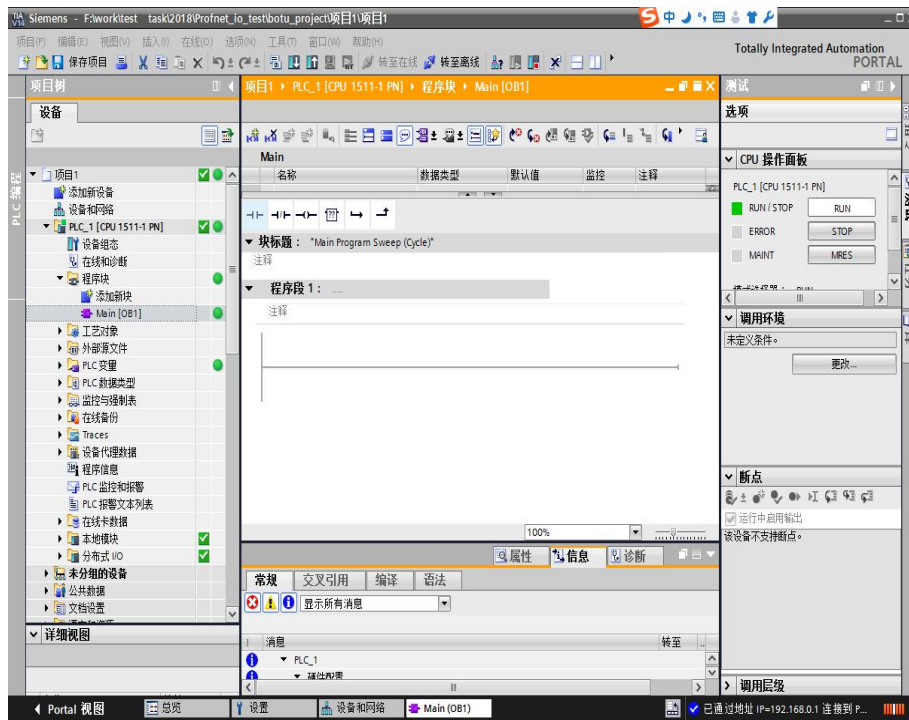 Siemens - F:\work\test task\2018\Profnet_io_test\botu_project\项目1\项目1
中
项目(P) 编辑(E) 视图(V) 插入(I) 在线(O) 选项(N) 工具(T) 窗口(W) 帮助(H)
Totally Integrated Automation
PORTAL
保存项目 转至在线 转至离线
项目树
项目1 PLC_1 [CPU 1511-1 PN] 程序块 Main [OB1]
测试
设备
选项
PLC 编程
Main
名称 数据类型 默认值 监控 注释
CPU 操作面板
PLC_1 [CPU 1511-1 PN]
RUN / STOP RUN
ERROR STOP
MAINT MRES
项目1
添加新设备
设备和网络
PLC_1 [CPU 1511-1 PN]
设备组态
在线和诊断
程序块
添加新块
Main [OB1]
工艺对象
外部源文件
PLC 变量
PLC 数据类型
监控与强制表
在线备份
Traces
设备代理数据
程序信息
PLC 监控和报警
PLC 报警文本列表
在线卡数据
本地模块
分布式 I/O
未分组的设备
公共数据
文档设置
详细视图
块标题： "Main Program Sweep (Cycle)"
注释
程序段 1： .....
注释
100%
调用环境
未定义条件。
更改...
断点
运行中启用输出
该设备不支持断点。
属性 信息 诊断
常规 交叉引用 编译 语法
显示所有消息
! 消息 转至 ..
PLC_1
硬件配置
调用层级
Portal 视图 总览 设置 设备和网络 Main (OB1) 已通过地址 IP=192.168.0.1 连接到 P...